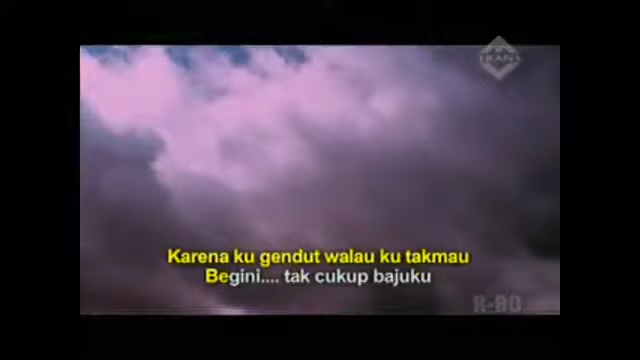 TRANS
Karena ku gendut walau ku takmau
Begini.... tak cukup bajuku
R-BO